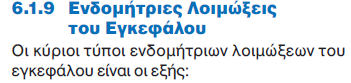 6.1.9 Ενδομήτριες Λοιμώξεις
του Εγκεφάλου
Οι κύριοι τύποι ενδομήτριων λοιμώξεων του
εγκεφάλου είναι οι εξής: